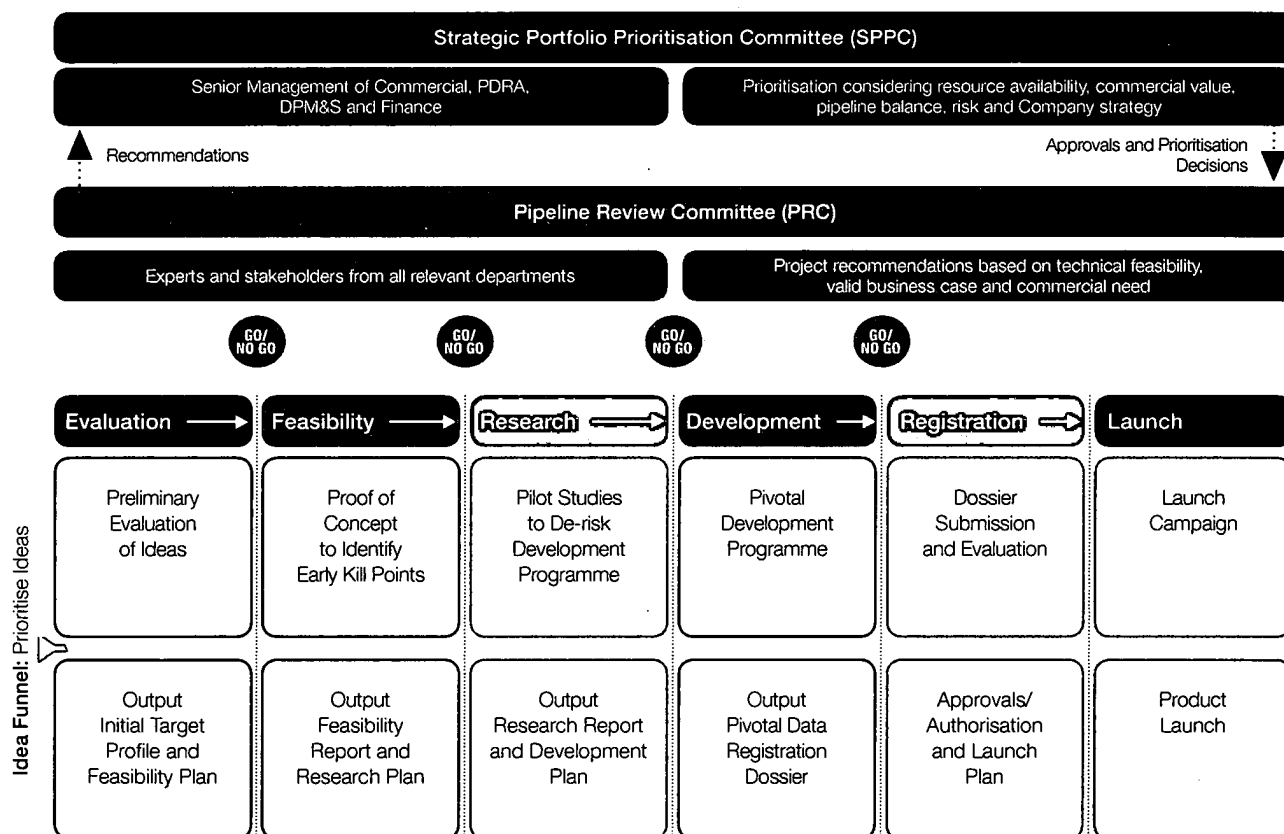 Strategic Portfolio Prioritisation Committee (SPPC)
Senior Management of Commercial, PDRA,
DPM&S and Finance
Prioritisation considering resource availability, commercial value,
pipeline balance, risk and Company strategy
Recommendations
Approvals and Prioritisation
Decisions
Pipeline Review Committee (PRC)
Experts and stakeholders from all relevant departments
Project recommendations based on technical feasibility,
valid business case and commercial need
GO/
NO GO
GO/
NO GO
GO/
NO GO
GO/
NO GO
Idea Funnel: Prioritise Ideas
Evaluation
Feasibility
Research
Development
Registration
Launch
Preliminary
Evaluation
of Ideas
Proof of
Concept
to Identify
Early Kill Points
Pilot Studies
to De-risk
Development
Programme
Pivotal
Development
Programme
Dossier
Submission
and Evaluation
Launch
Campaign
Output
Initial Target
Profile and
Feasibility Plan
Output
Feasibility
Report and
Research Plan
Output
Research Report
and Development
Plan
Output
Pivotal Data
Registration
Dossier
Approvals/
Authorisation
and Launch
Plan
Product
Launch